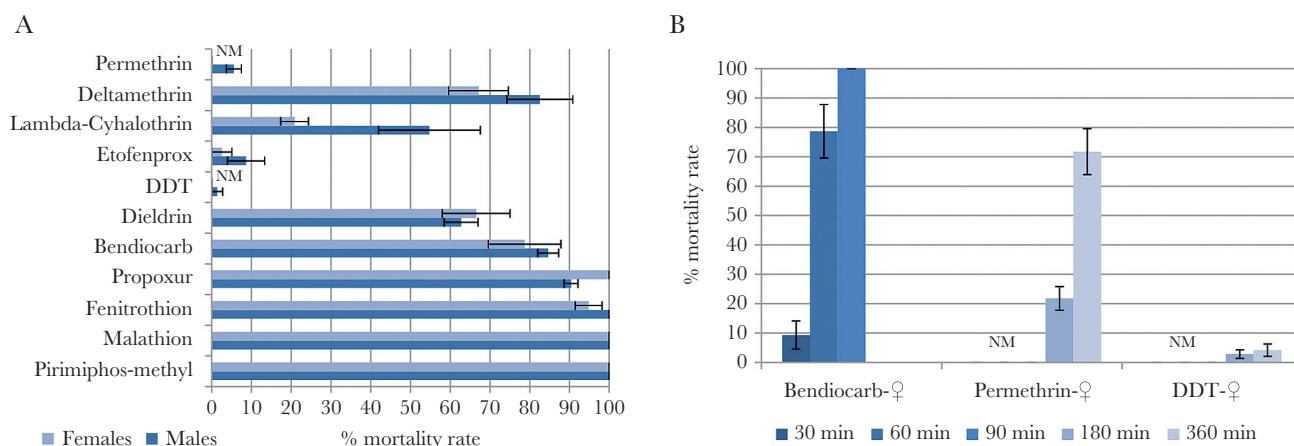 A
NM
Permethrin
Deltamethrin
Lambda-Cyhalothrin
Etofenprox
DDT
NM
Dieldrin
Bendiocarb
Propoxur
Fenitrothion
Malathion
Pirimiphos-methyl
0 10 20 30 40 50 60 70 80 90 100
Females Males % mortality rate
B
100
90
80
70
60
50
40
30
20
10
0
% mortality rate
NM NM
Bendiocarb-♀ Permethrin-♀ DDT-♀
30 min 60 min 90 min 180 min 360 min